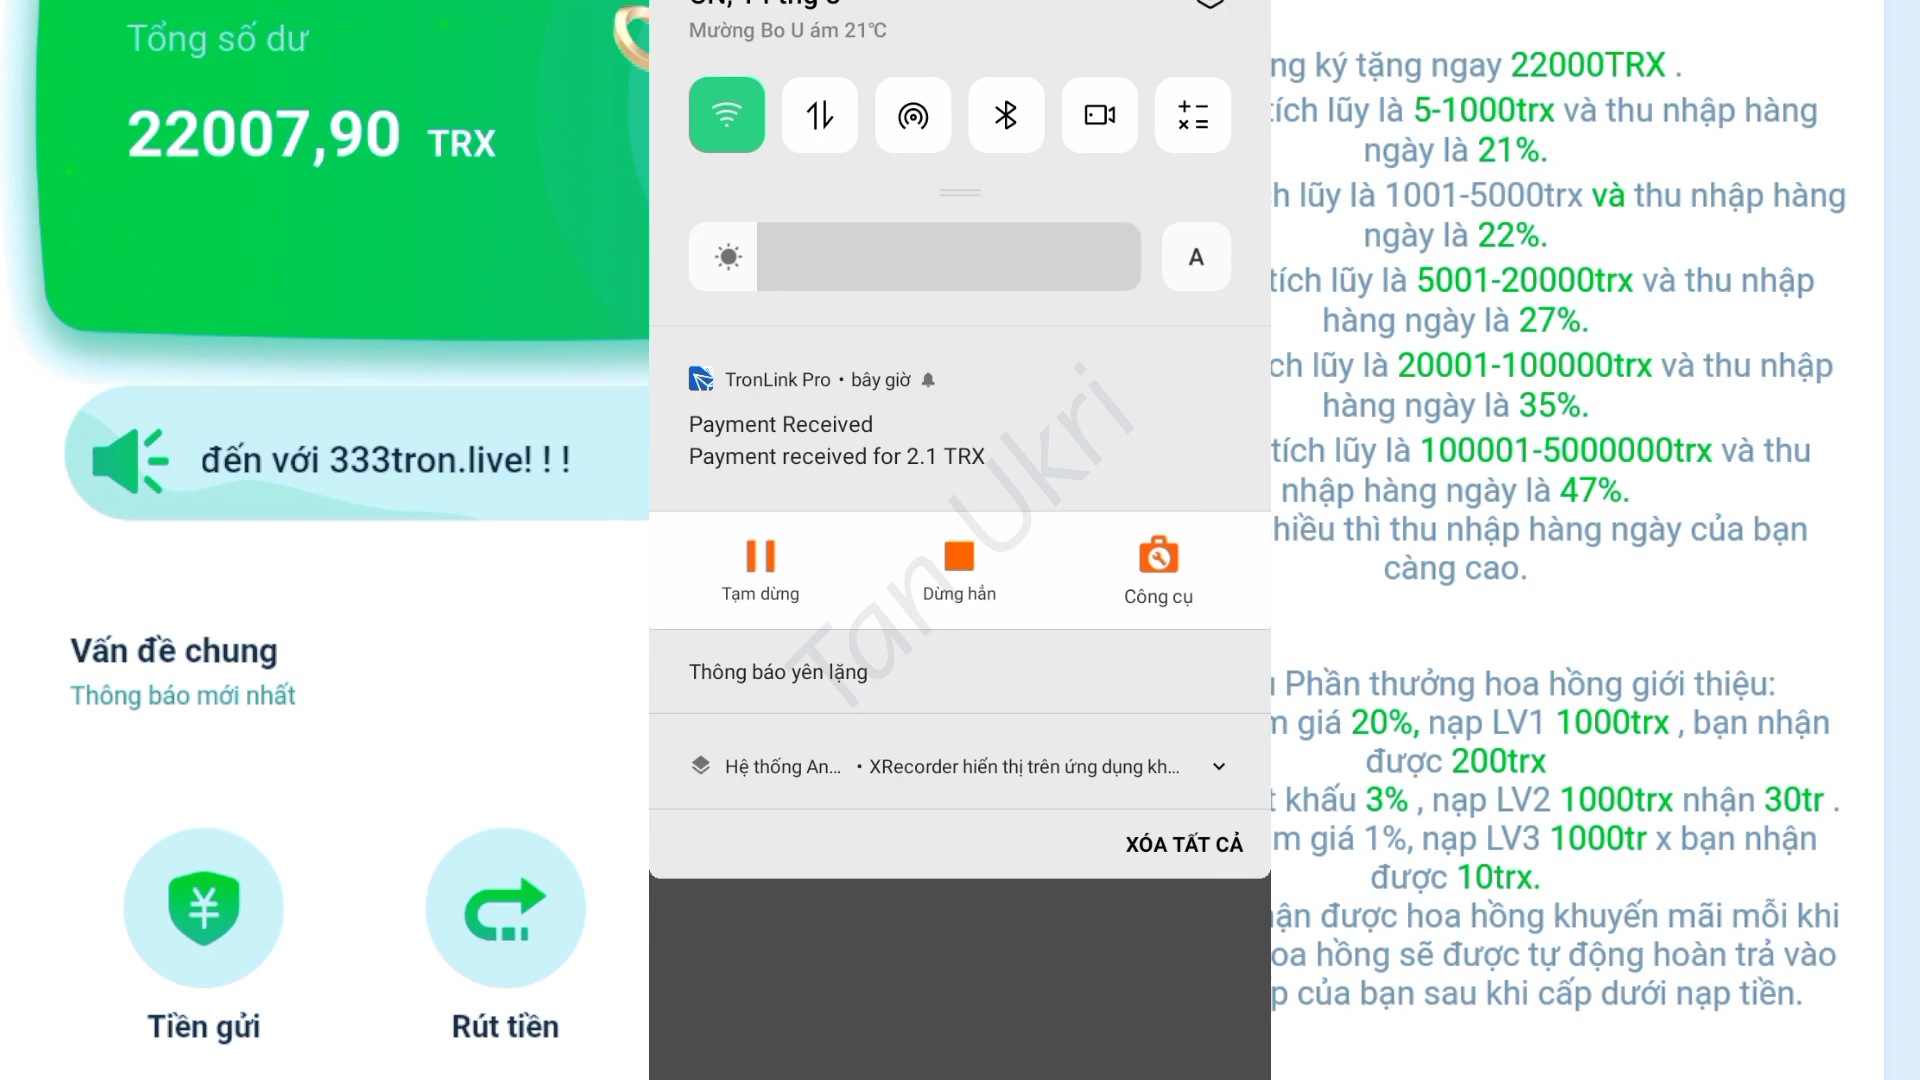 Tổng số dư
22007,90 TRX
đến với 333tron.live! ! !
Vấn đề chung
Thông báo mới nhất
Tiền gửi
Rút tiền
Mường Bo U ám 21℃
A
TronLink Pro • bây giờ
Payment Received
Payment received for 2.1 TRX
Tạm dừng
Dừng hẳn
Công cụ
Thông báo yên lặng
Hệ thống An... • XRecorder hiển thị trên ứng dụng kh...
XÓA TẤT CẢ
Tan Ukri
ký tặng ngay 22000TRX .
lũy là 5-1000trx và thu nhập hàng
ngày là 21%.
lũy là 1001-5000trx và thu nhập hàng
ngày là 22%.
tích lũy là 5001-20000trx và thu nhập
hàng ngày là 27%.
lũy là 20001-100000trx và thu nhập
hàng ngày là 35%.
tích lũy là 100001-5000000trx và thu
nhập hàng ngày là 47%.
thì thu nhập hàng ngày của bạn
càng cao.
Phần thưởng hoa hồng giới thiệu:
giá 20%, nạp LV1 1000trx , bạn nhận
được 200trx
khấu 3% , nạp LV2 1000trx nhận 30tr .
giá 1%, nạp LV3 1000tr x bạn nhận
được 10trx.
được hoa hồng khuyến mãi mỗi khi
hồng sẽ được tự động hoàn trả vào
của bạn sau khi cấp dưới nạp tiền.